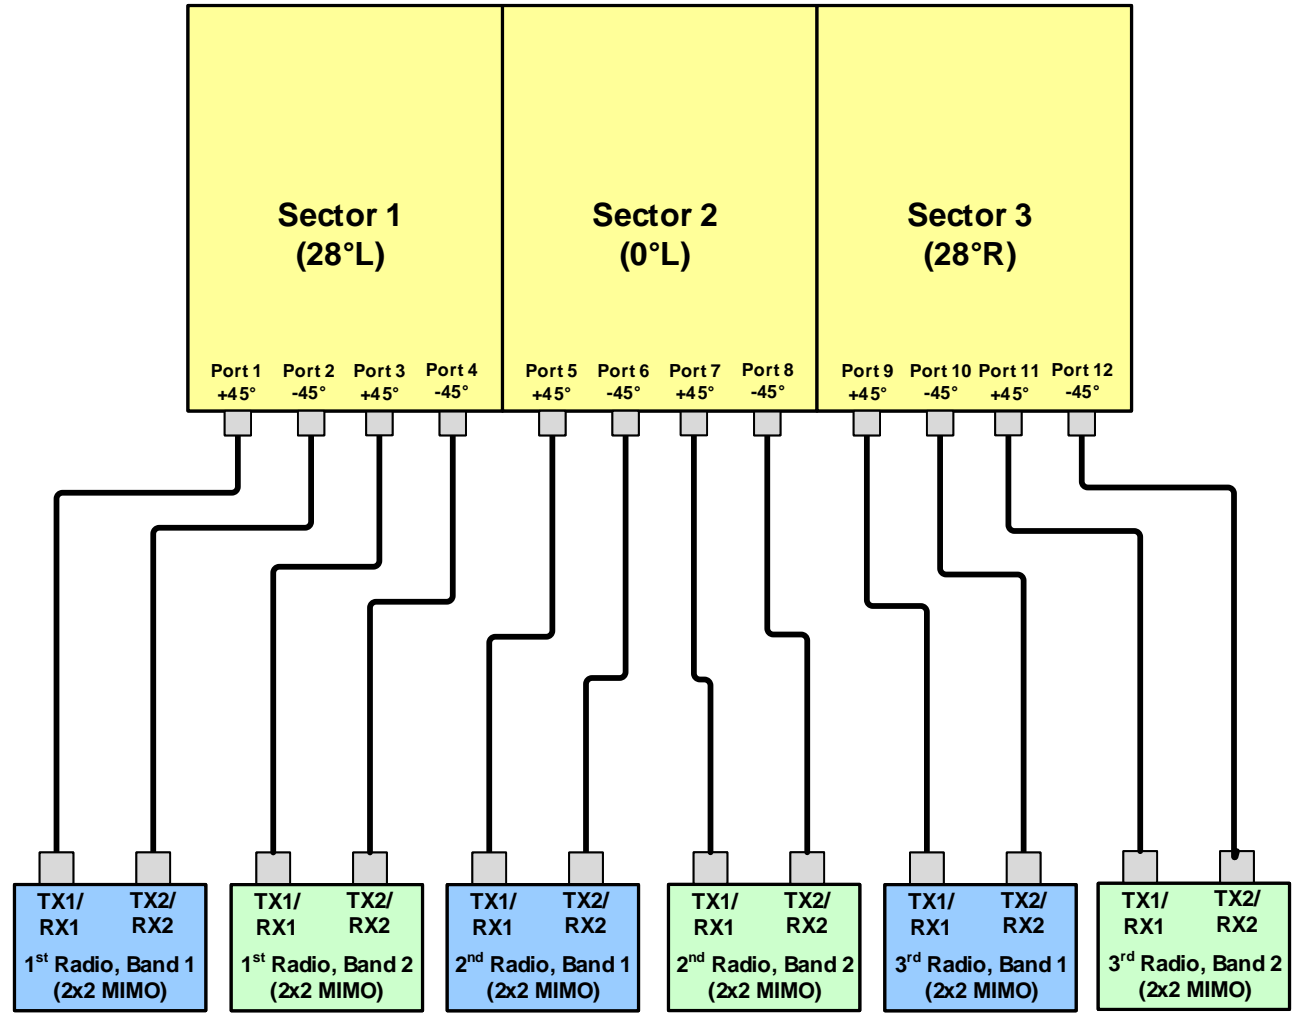 Sector 1
(28°L)
Sector 2
(0°L)
Sector 3
(28°R)
Port 1
+45°
Port 2
-45°
Port 3
+45°
Port 4
-45°
Port 5
+45°
Port 6
-45°
Port 7
+45°
Port 8
-45°
Port 9
+45°
Port 10
-45°
Port 11
+45°
Port 12
-45°
TX1/
RX1
TX2/
RX2
1st Radio, Band 1
(2x2 MIMO)
TX1/
RX1
TX2/
RX2
1st Radio, Band 2
(2x2 MIMO)
TX1/
RX1
TX2/
RX2
2nd Radio, Band 1
(2x2 MIMO)
TX1/
RX1
TX2/
RX2
2nd Radio, Band 2
(2x2 MIMO)
TX1/
RX1
TX2/
RX2
3rd Radio, Band 1
(2x2 MIMO)
TX1/
RX1
TX2/
RX2
3rd Radio, Band 2
(2x2 MIMO)